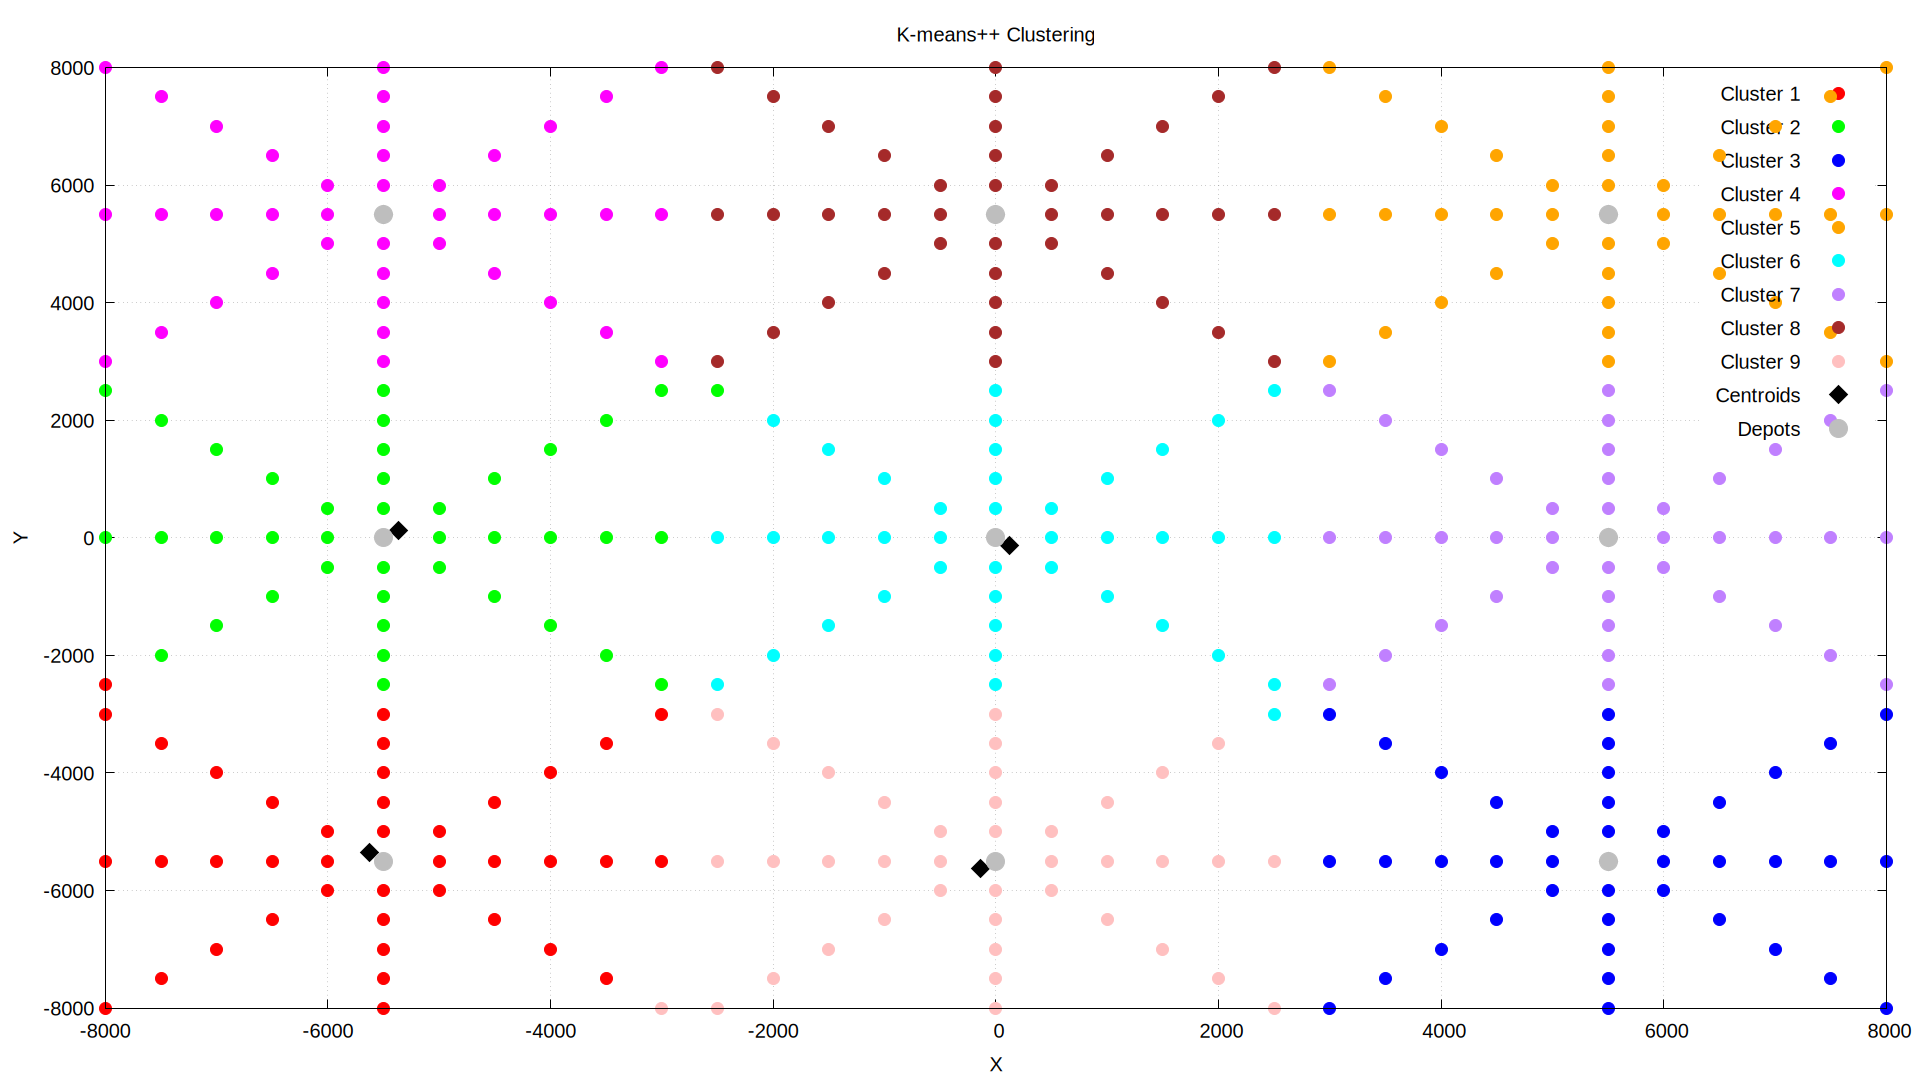 K-means++ Clustering
8000
6000
4000
2000
0
-2000
-4000
-6000
-8000
Y
Cluster 1
Cluster 2
Cluster 3
Cluster 4
Cluster 5
Cluster 6
Cluster 7
Cluster 8
Cluster 9
Centroids
Depots
-8000 -6000 -4000 -2000 0 2000 4000 6000 8000
X